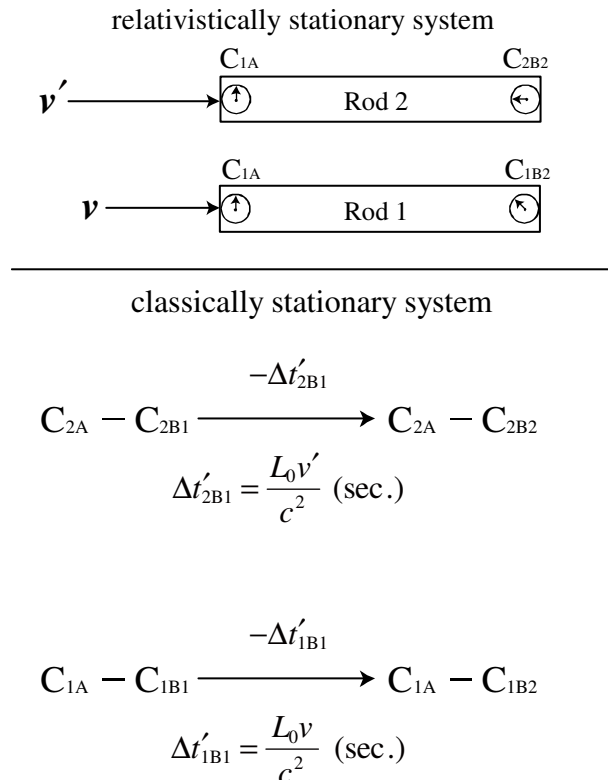 relativistically stationary system
C1A C2B2
v′ Rod 2
C1A C1B2
v Rod 1
classically stationary system
−Δt′2B1
C2A − C2B1 → C2A − C2B2
Δt′2B1 = L0v′/c² (sec.)
−Δt′1B1
C1A − C1B1 → C1A − C1B2
Δt′1B1 = L0v/c² (sec.)